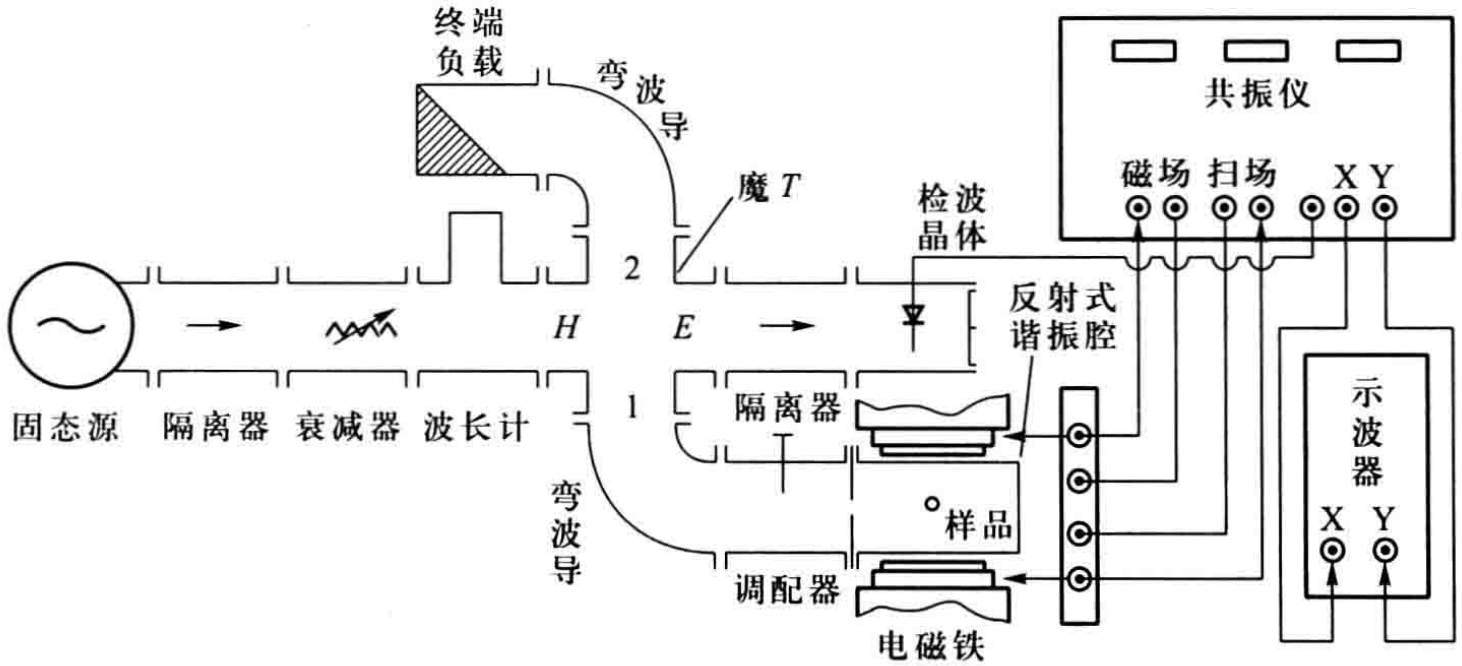 终端
负载
弯波导
魔 T
检波
晶体
共振仪
磁场 扫场 X Y
2
H E
1
反射式
谐振腔
固态源 隔离器 衰减器 波长计
隔离器
弯波导
样品
调配器
电磁铁
示波器
X Y